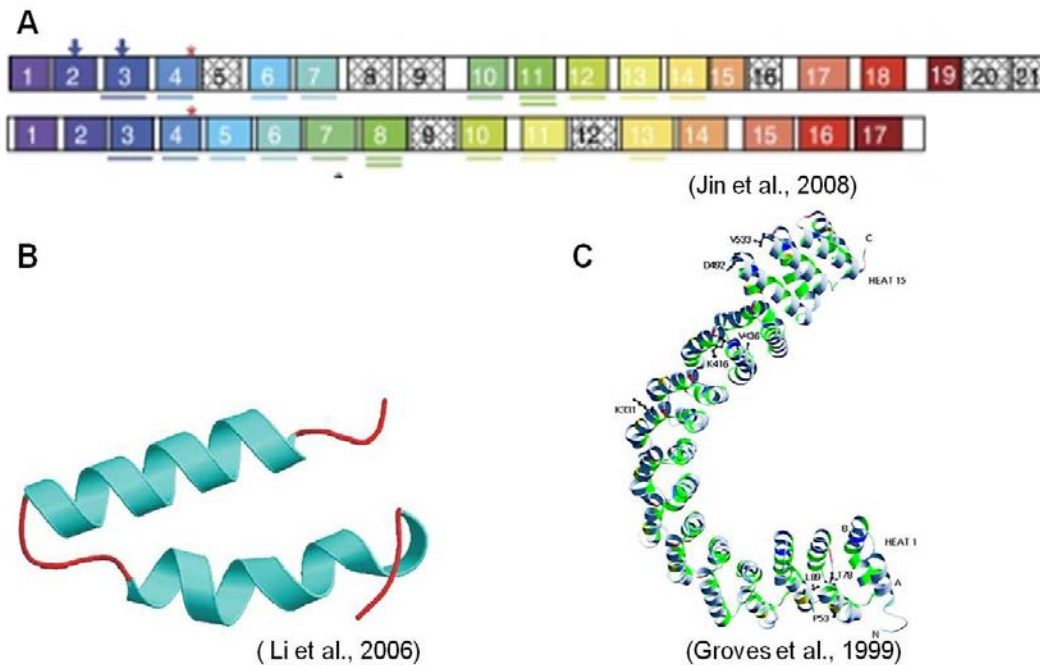 A
1 2 3 4 5 6 7 8 9 10 11 12 13 14 15 16 17 18 19 20 21
1 2 3 4 5 6 7 8 9 10 11 12 13 14 15 16 17
(Jin et al., 2008)
B
( Li et al., 2006)
C
V533
C
D492
HEAT 15
V436
K416
K331
B
HEAT 1
L89
T78
A
P53
N
(Groves et al., 1999)